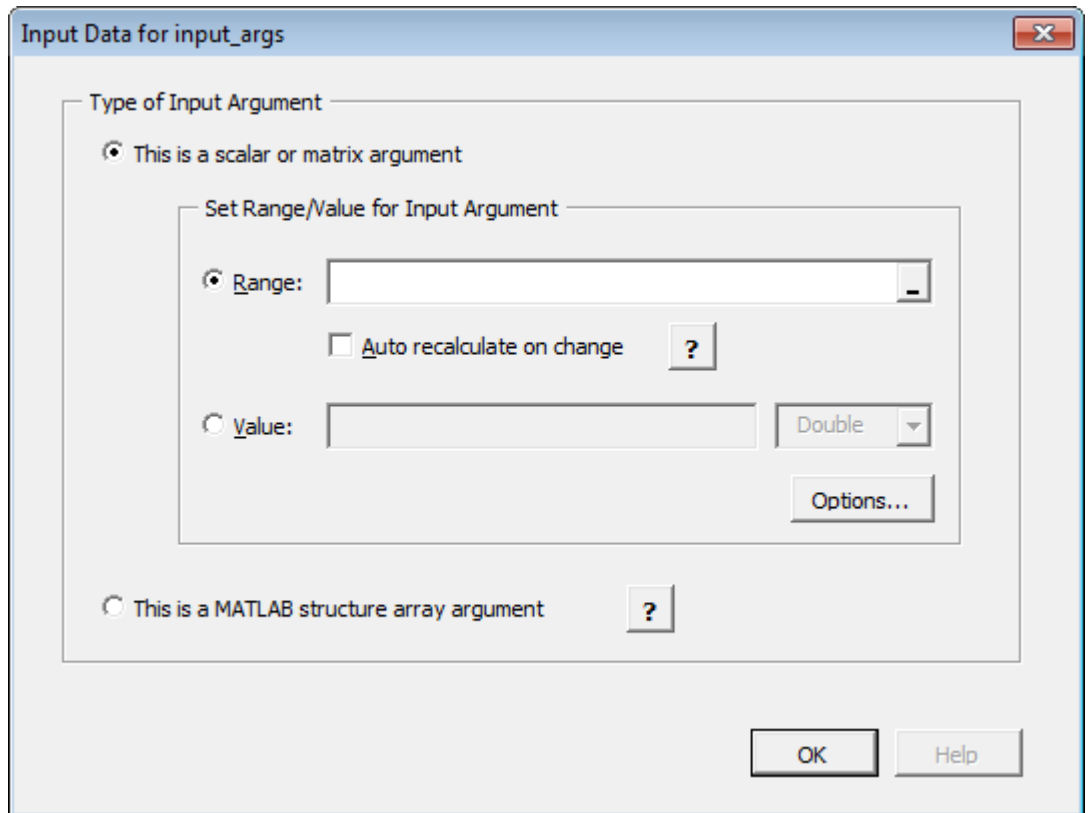 Input Data for input_args
Type of Input Argument
This is a scalar or matrix argument
Set Range/Value for Input Argument
Range:
_
Auto recalculate on change ?
Value: Double
Options...
This is a MATLAB structure array argument ?
OK Help